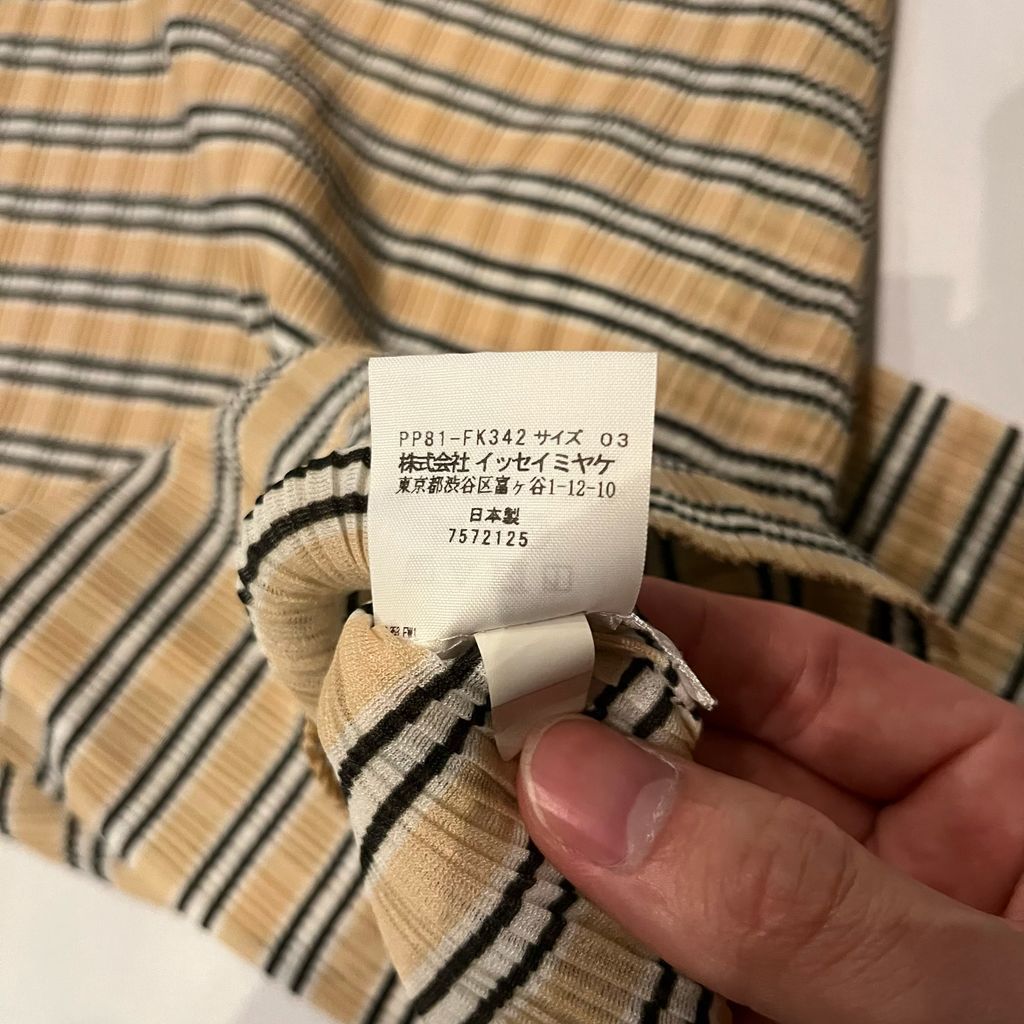 PP81-FK342 サイズ 03
株式会社 イッセイ ミヤケ
東京都渋谷区富ヶ谷1-12-10
日本製
7572125